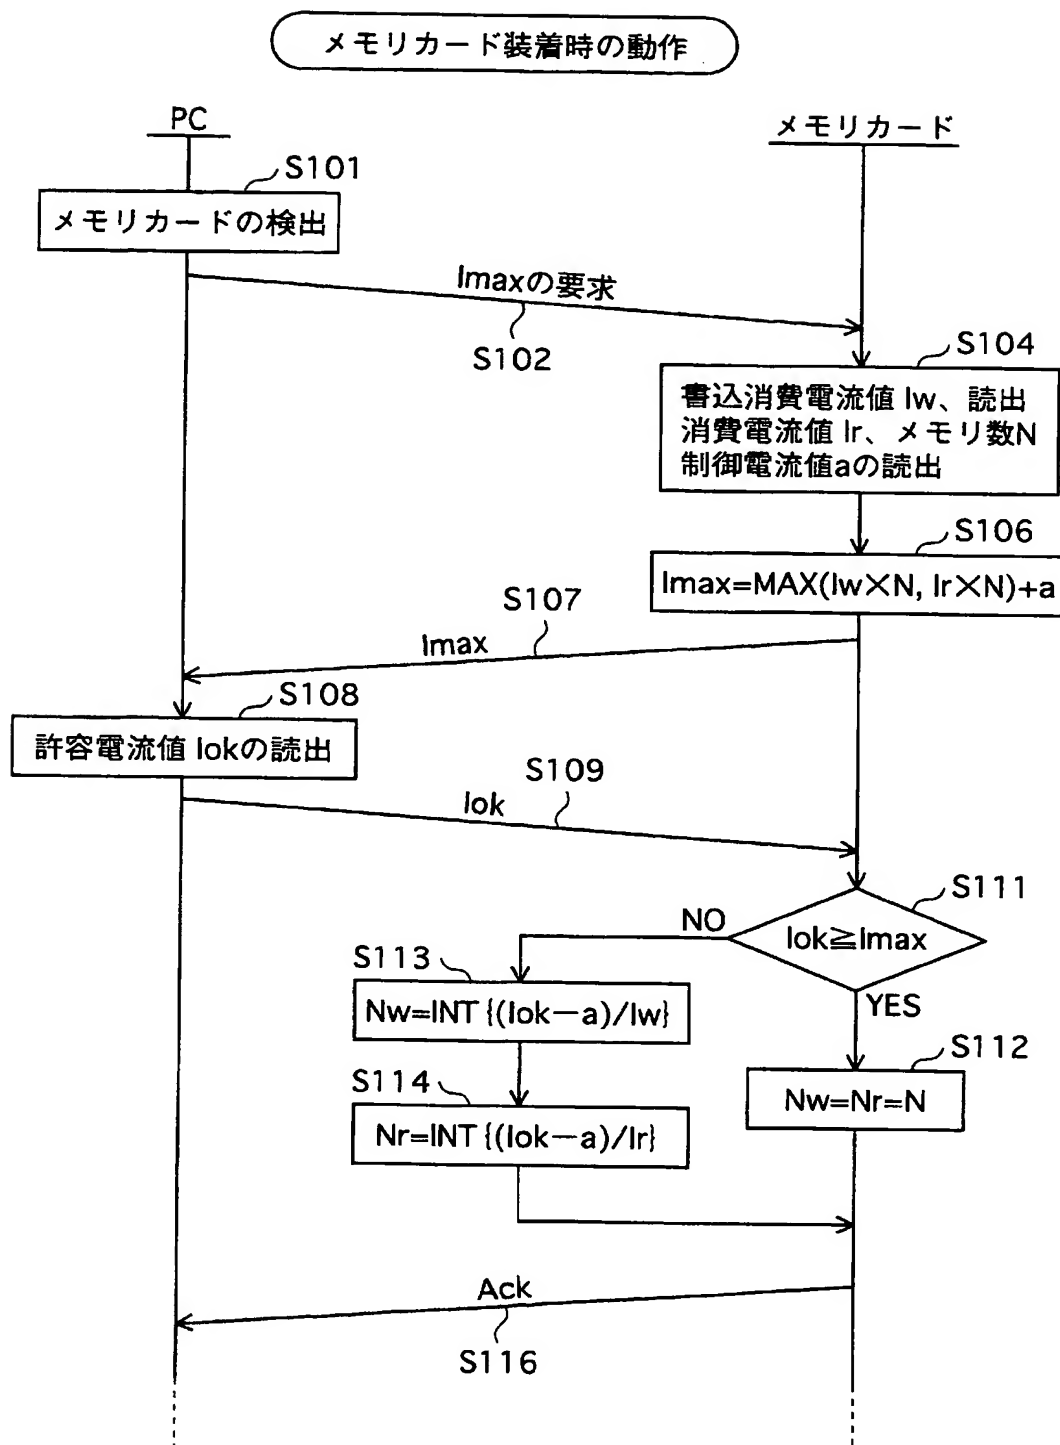 メモリカード装着時の動作
PC
メモリカード
S101
メモリカードの検出
Imaxの要求
S102
S104
書込消費電流値 Iw、読出
消費電流値 Ir、メモリ数N
制御電流値aの読出
S106
Imax=MAX(Iw×N, Ir×N)+a
S107
Imax
S108
許容電流値 Iokの読出
S109
Iok
S111
Iok≧Imax
NO
YES
S113
Nw=INT{(Iok−a)/Iw}
S112
Nw=Nr=N
S114
Nr=INT{(Iok−a)/Ir}
Ack
S116